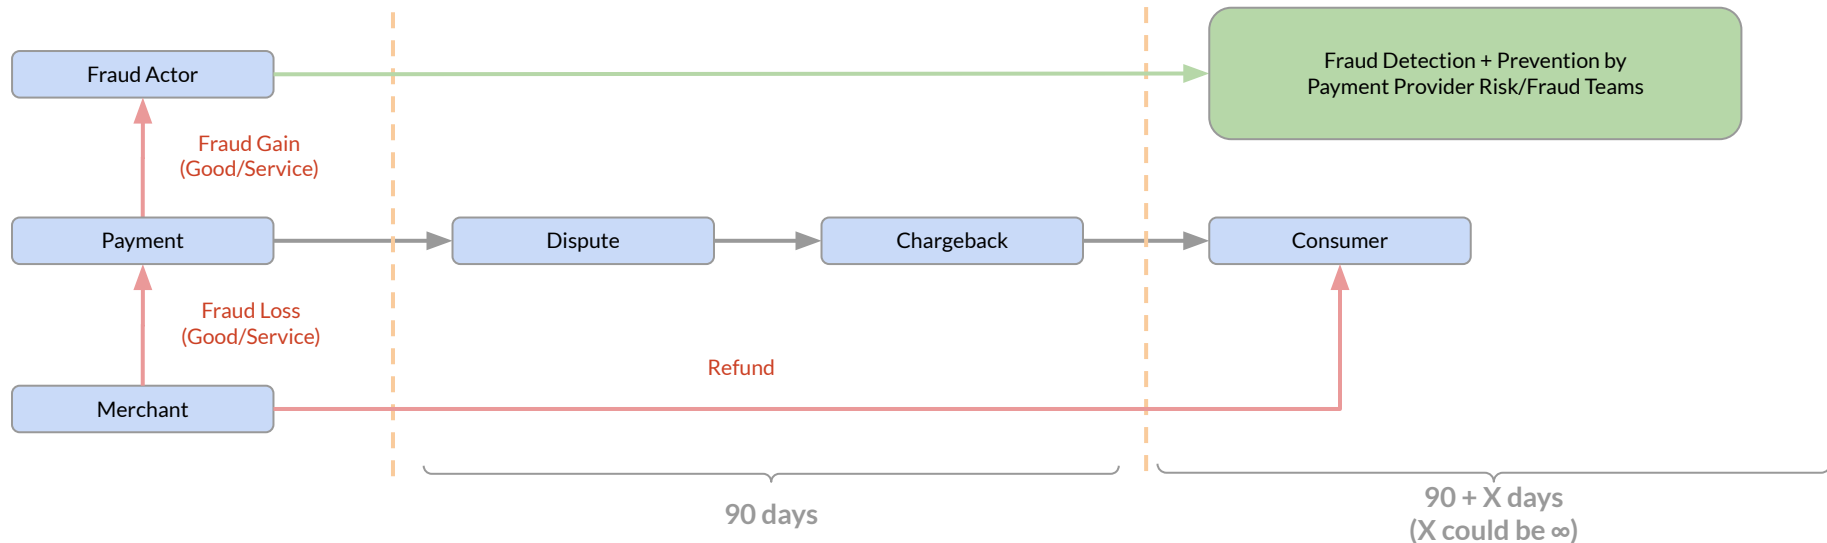 Fraud Actor
Fraud Detection + Prevention by
Payment Provider Risk/Fraud Teams
Fraud Gain
(Good/Service)
Payment
Dispute
Chargeback
Consumer
Fraud Loss
(Good/Service)
Refund
Merchant
90 days
90 + X days
(X could be ∞)